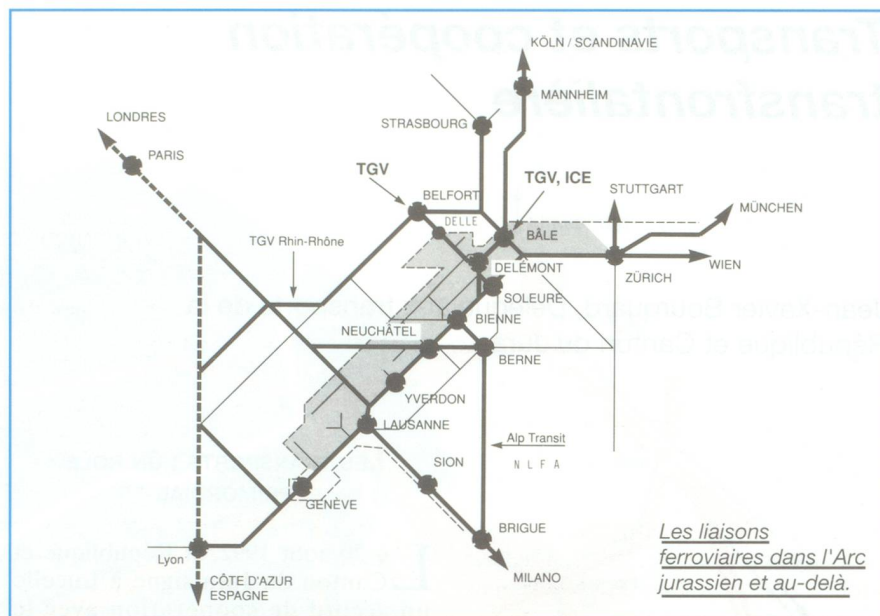 KÖLN / SCANDINAVIE
MANNHEIM
LONDRES
STRASBOURG
PARIS
TGV
TGV, ICE
STUTTGART
BELFORT
MÜNCHEN
DELLE
BÂLE
TGV Rhin-Rhône
WIEN
DELÉMONT
ZÜRICH
SOLEURE
BIENNE
NEUCHÂTEL
BERNE
YVERDON
LAUSANNE
Alp Transit
SION
N L F A
GENÈVE
BRIGUE
Les liaisons
ferroviaires dans l'Arc
jurassien et au-delà.
Lyon
MILANO
CÔTE D'AZUR
ESPAGNE